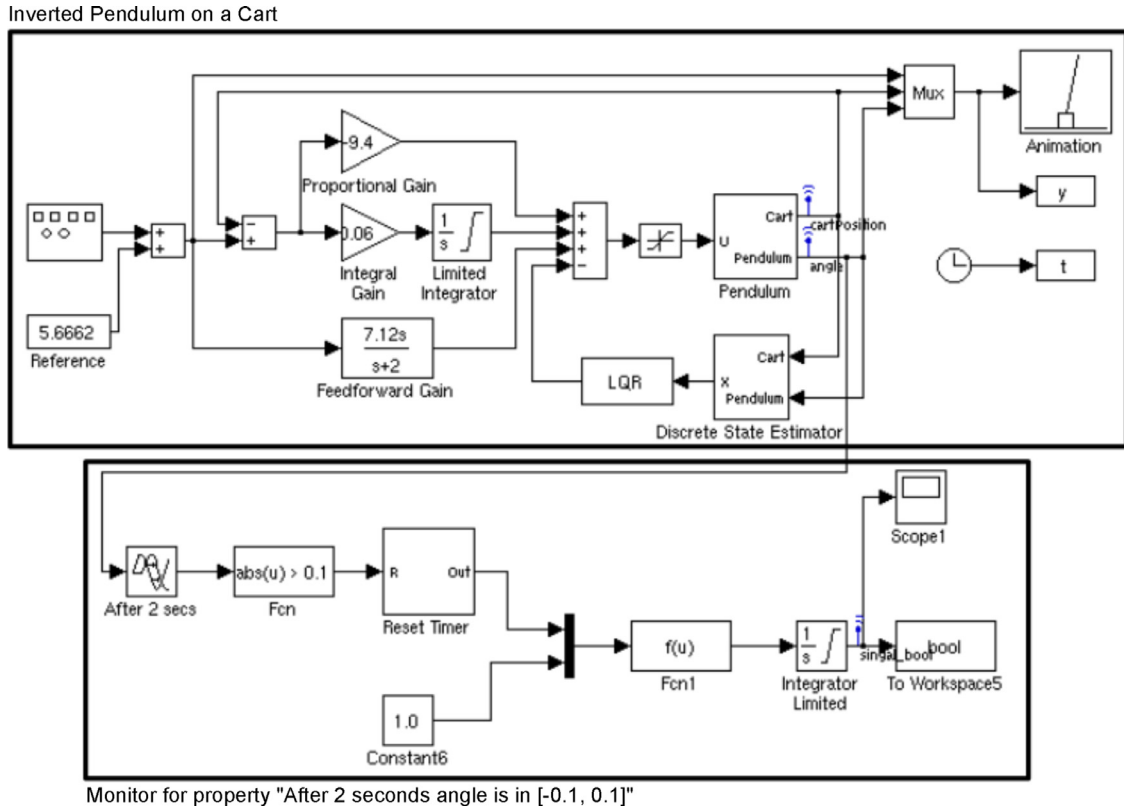 Inverted Pendulum on a Cart
Mux
Animation
-9.4
Proportional Gain
y
Cart
cartPosition
U
Pendulum
angle
Pendulum
t
+
+
−
+
0.06
Integral
Gain
1
s
Limited
Integrator
+
+
+
−
5.6662
Reference
7.12s
s+2
Feedforward Gain
LQR
Cart
X
Pendulum
Discrete State Estimator
Scope1
After 2 secs
abs(u) > 0.1
Fcn
R
Out
Reset Timer
f(u)
Fcn1
1
s
Integrator
Limited
singal_bool
bool
To Workspace5
1.0
Constant6
Monitor for property "After 2 seconds angle is in [-0.1, 0.1]"